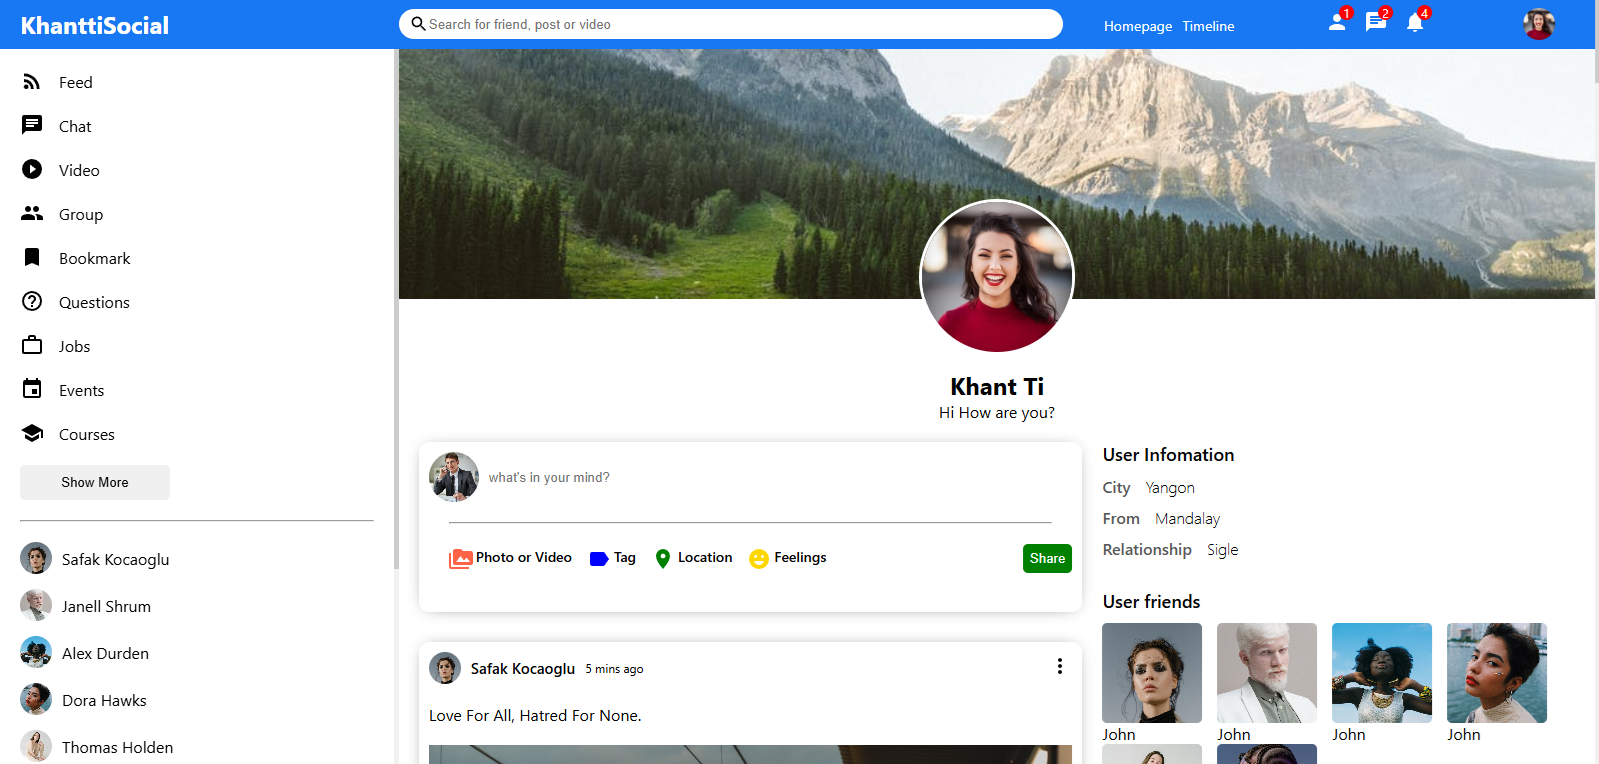 KhanttiSocial
Search for friend, post or video
Homepage Timeline
1
2
4
Feed
Chat
Video
Group
Bookmark
Questions
Jobs
Events
Courses
Show More
Safak Kocaoglu
Janell Shrum
Alex Durden
Dora Hawks
Thomas Holden
Khant Ti
Hi How are you?
what's in your mind?
Photo or Video Tag Location Feelings Share
Safak Kocaoglu 5 mins ago
Love For All, Hatred For None.
User Infomation
City Yangon
From Mandalay
Relationship Sigle
User friends
John John John John